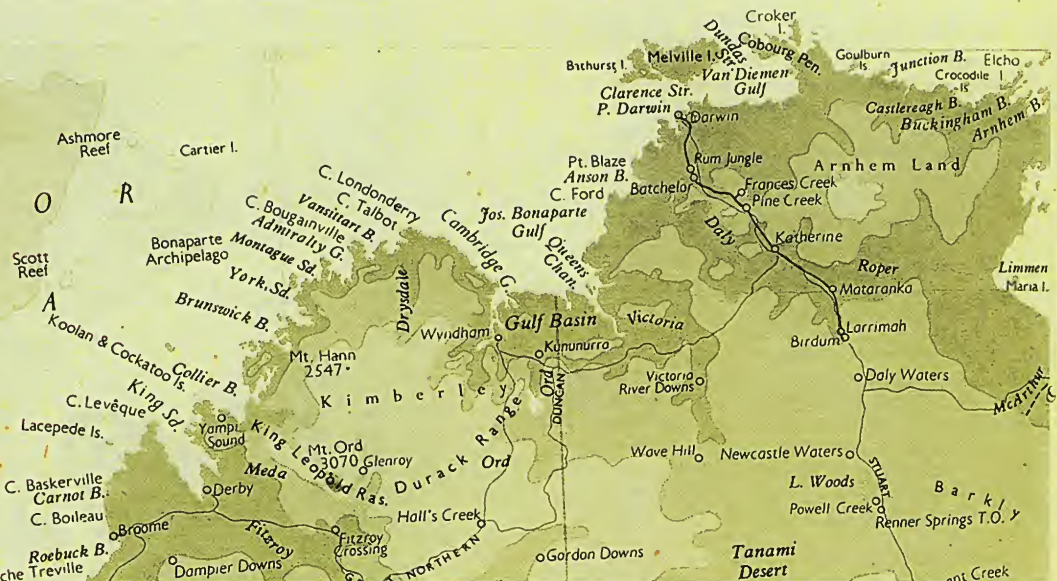 Croker
I.
Dundas
Str.
Cobourg Pen.
Bathurst I.
Melville I.
Van Diemen
Gulf
Goulburn
Is.
Junction B.
Elcho
I.
Crocodile
Is
Clarence Str.
P. Darwin
Darwin
Castlereagh B.
Buckingham B.
Arnhem B.
Ashmore
Reef
Cartier I.
Pt. Blaze
Anson B.
C. Ford
Rum Jungle
Batchelor
Frances Creek
Pine Creek
Arnhem Land
O R
C. Londonderry
C. Talbot
Vansittart B.
C. Bougainville
Admiralty G.
Montague Sd.
York Sd.
Bonaparte
Archipelago
Brunswick B.
Cambridge G.
Jos. Bonaparte
Gulf
Queens
Chan.
Daly
Katherine
Roper
Mataranka
Limmen
Maria I.
Scott
Reef
A
Drysdale
Wyndham
Gulf Basin
Victoria
Kununurra
Larrimah
Birdum
Koolan & Cockatoo Is.
Collier B.
Mt. Hann
2547
Kimberley
Ord
DUNCAN
Victoria
River Downs
Daly Waters
McArthur
C. Levêque
King Sd.
Lacepede Is.
Yampi
Sound
King Leopold Ras.
Mt. Ord
3070
Glenroy
Durack Range
Ord
Wave Hill
Newcastle Waters
STUART
Meda
C. Baskerville
Carnot B.
Derby
L. Woods
Powell Creek
Renner Springs T.O.
Barkly
C. Boileau
Broome
Fitzroy
Fitzroy
Crossing
Hall's Creek
NORTHERN
Roebuck B.
che Treville
Dampier Downs
Gordon Downs
Tanami
Desert
ant Creek